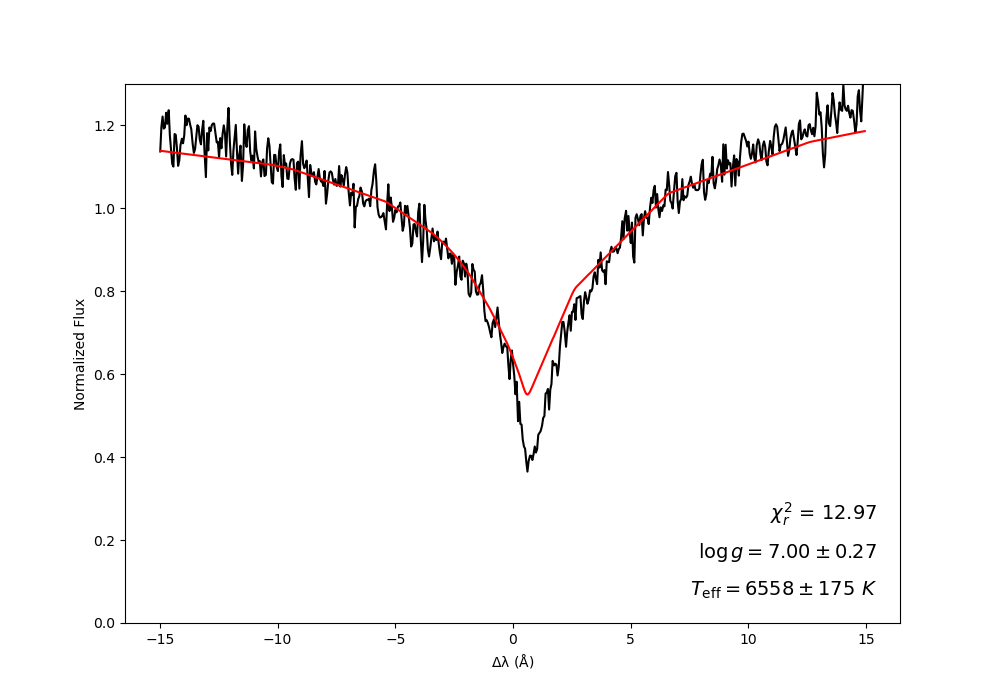 Normalized Flux
1.2
1.0
0.8
0.6
0.4
0.2
0.0
−15
−10
−5
0
5
10
15
Δλ (Å)
χ²ᵣ = 12.97
log g = 7.00 ± 0.27
T_eff = 6558 ± 175 K